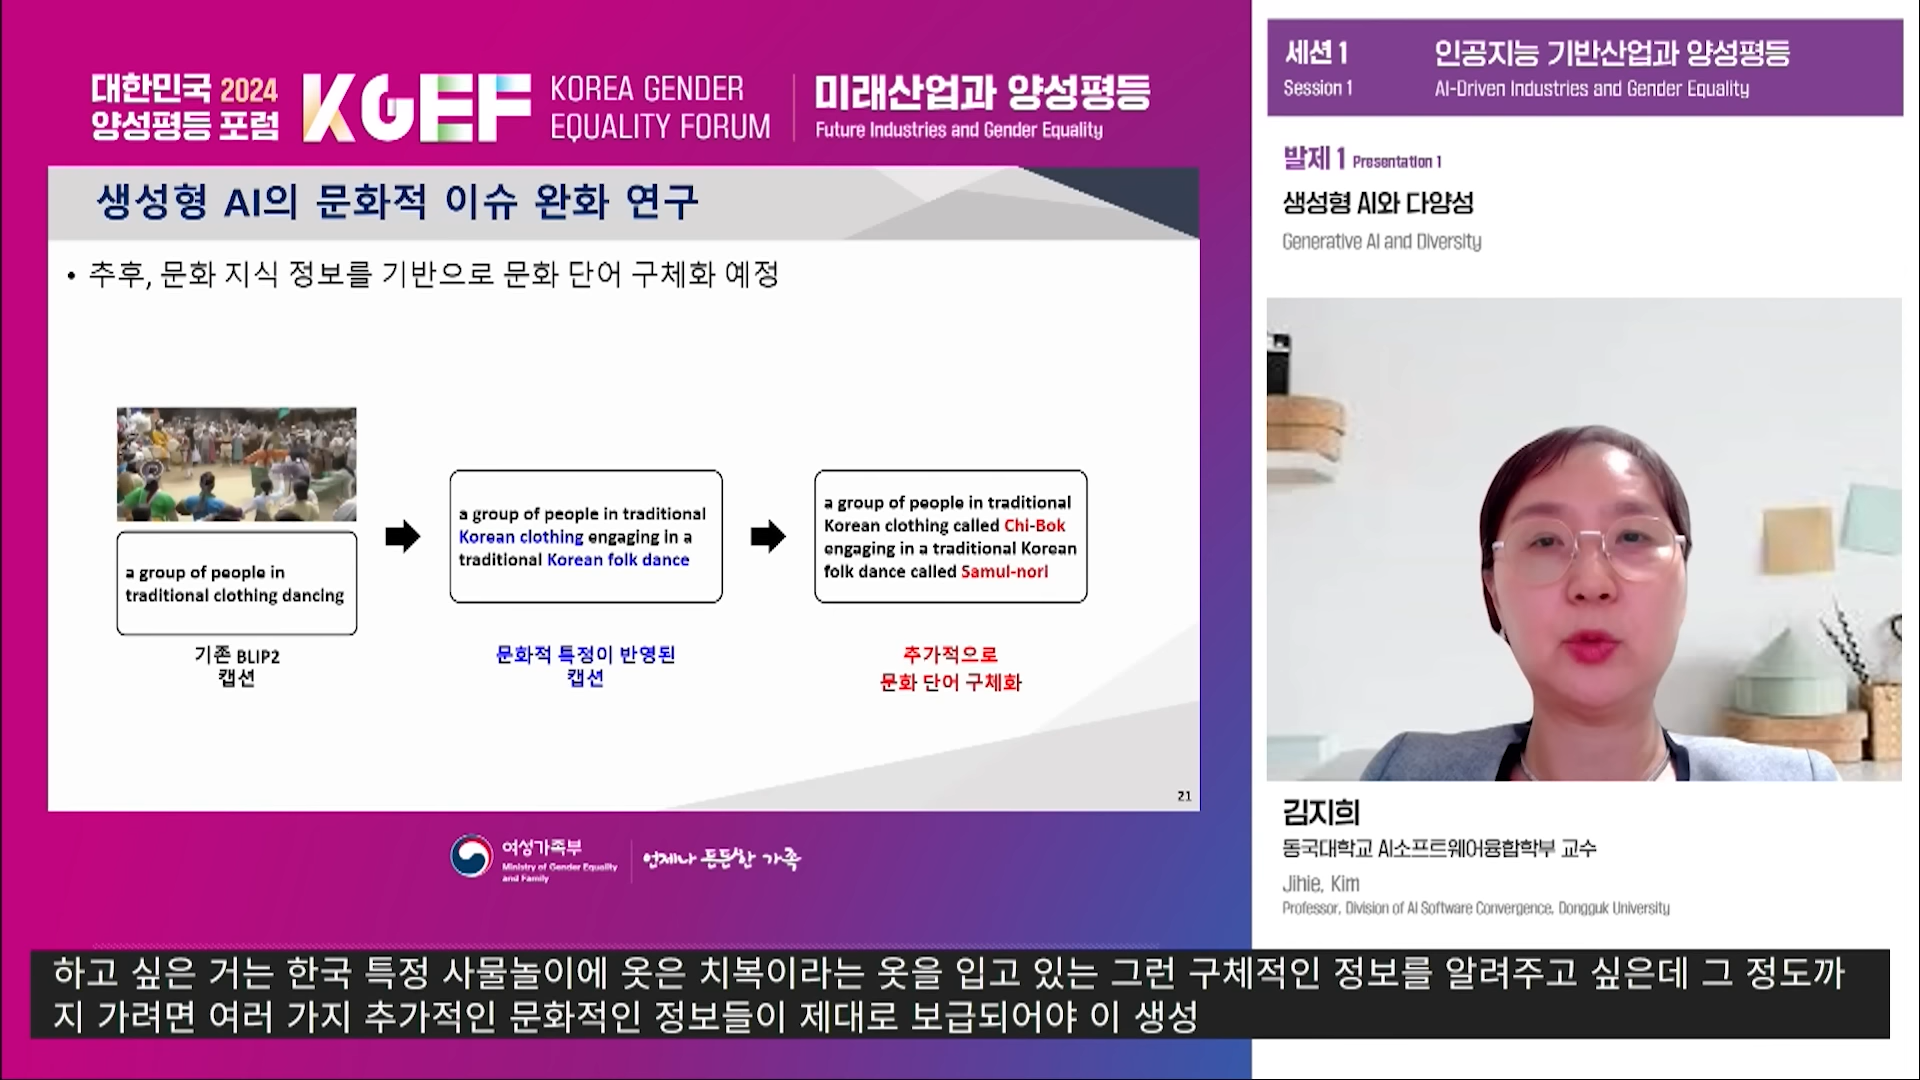 대한민국 2024
양성평등 포럼
KGEF
KOREA GENDER
EQUALITY FORUM
미래산업과 양성평등
Future Industries and Gender Equality
생성형 AI의 문화적 이슈 완화 연구
• 추후, 문화 지식 정보를 기반으로 문화 단어 구체화 예정
a group of people in
traditional clothing dancing
기존 BLIP2
캡션
a group of people in traditional
Korean clothing engaging in a
traditional Korean folk dance
문화적 특정이 반영된
캡션
a group of people in traditional
Korean clothing called Chi-Bok
engaging in a traditional Korean
folk dance called Samul-nori
추가적으로
문화 단어 구체화
21
여성가족부
Ministry of Gender Equality
and Family
언제나 든든한 가족
세션 1
인공지능 기반산업과 양성평등
Session 1
AI-Driven Industries and Gender Equality
발제 1 Presentation 1
생성형 AI와 다양성
Generative AI and Diversity
김지희
동국대학교 AI소프트웨어융합학부 교수
Jihie, Kim
Professor, Division of AI Software Convergence, Dongguk University
하고 싶은 거는 한국 특정 사물놀이에 옷은 치복이라는 옷을 입고 있는 그런 구체적인 정보를 알려주고 싶은데 그 정도까
지 가려면 여러 가지 추가적인 문화적인 정보들이 제대로 보급되어야 이 생성